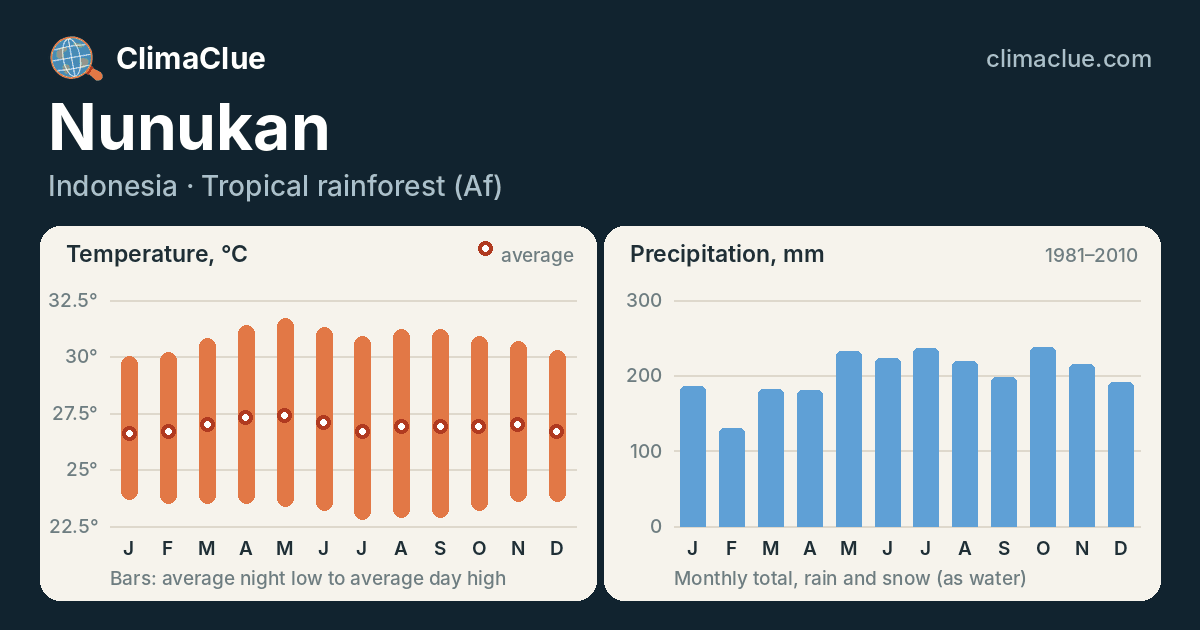 ClimaClue
climaclue.com
Nunukan
Indonesia · Tropical rainforest (Af)
Temperature, °C
average
32.5°
30°
27.5°
25°
22.5°
J F M A M J J A S O N D
Bars: average night low to average day high
Precipitation, mm
1981–2010
300
200
100
0
J F M A M J J A S O N D
Monthly total, rain and snow (as water)